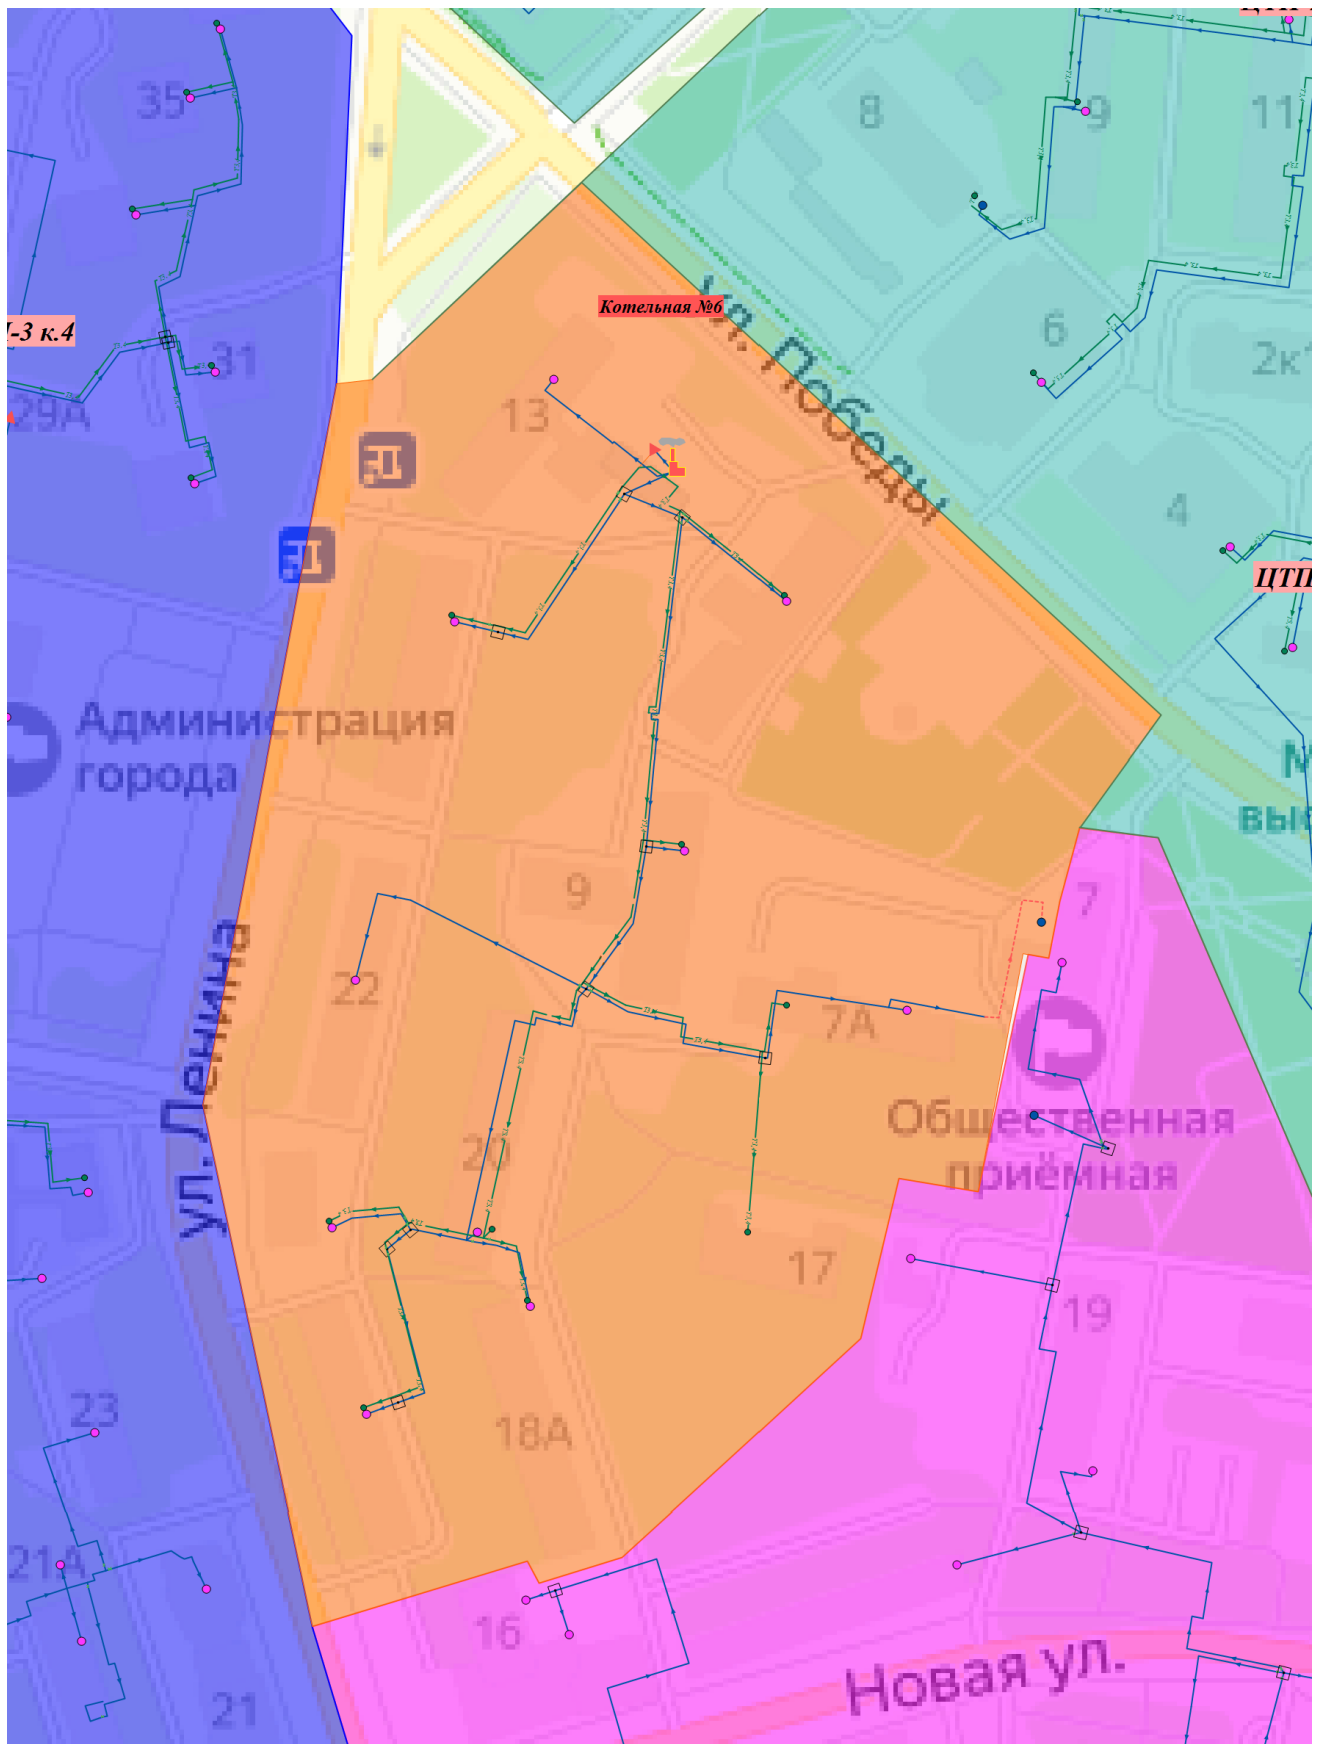 35
8
9
11
Котельная №6
ул. Победы
6
2к
-3 к.4
31
29А
13
4
ЦТП
Администрация
города
9
7
22
7А
Общественная
приёмная
ул. Ленина
20
17
19
23
18А
21А
16
Новая ул.
21